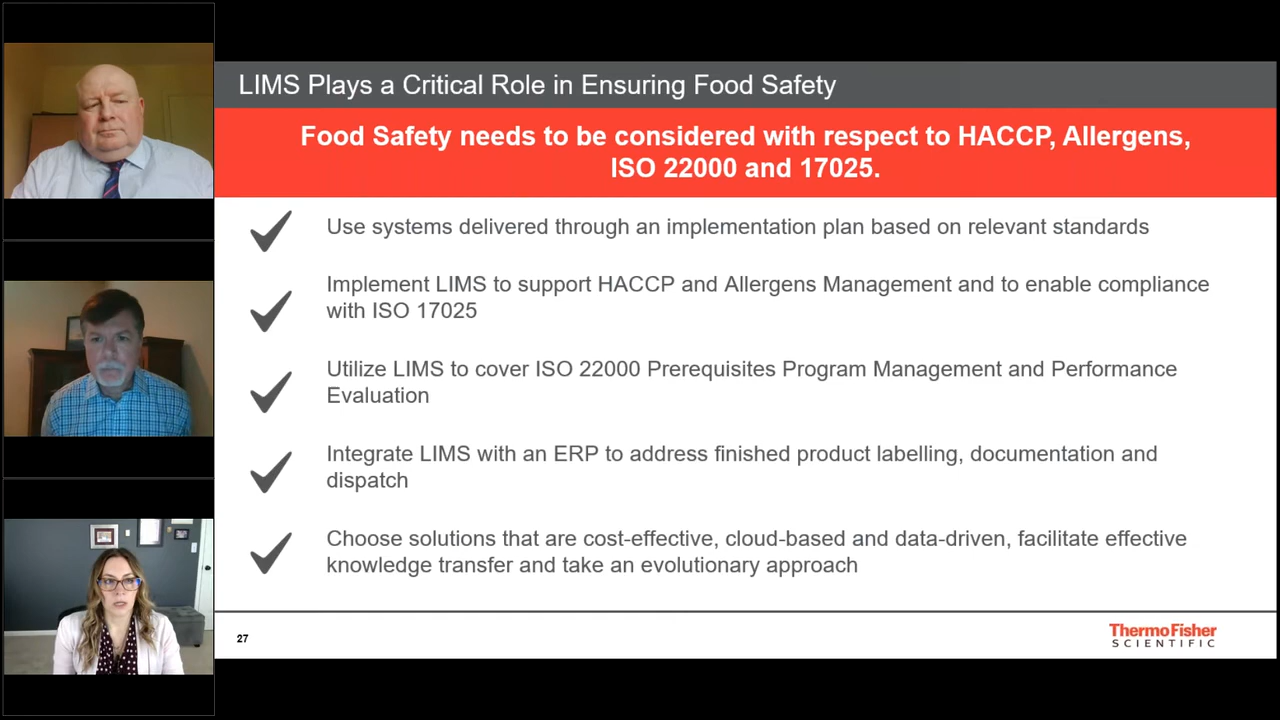 LIMS Plays a Critical Role in Ensuring Food Safety
Food Safety needs to be considered with respect to HACCP, Allergens,
ISO 22000 and 17025.
Use systems delivered through an implementation plan based on relevant standards
Implement LIMS to support HACCP and Allergens Management and to enable compliance
with ISO 17025
Utilize LIMS to cover ISO 22000 Prerequisites Program Management and Performance
Evaluation
Integrate LIMS with an ERP to address finished product labelling, documentation and
dispatch
Choose solutions that are cost-effective, cloud-based and data-driven, facilitate effective
knowledge transfer and take an evolutionary approach
27
ThermoFisher
SCIENTIFIC